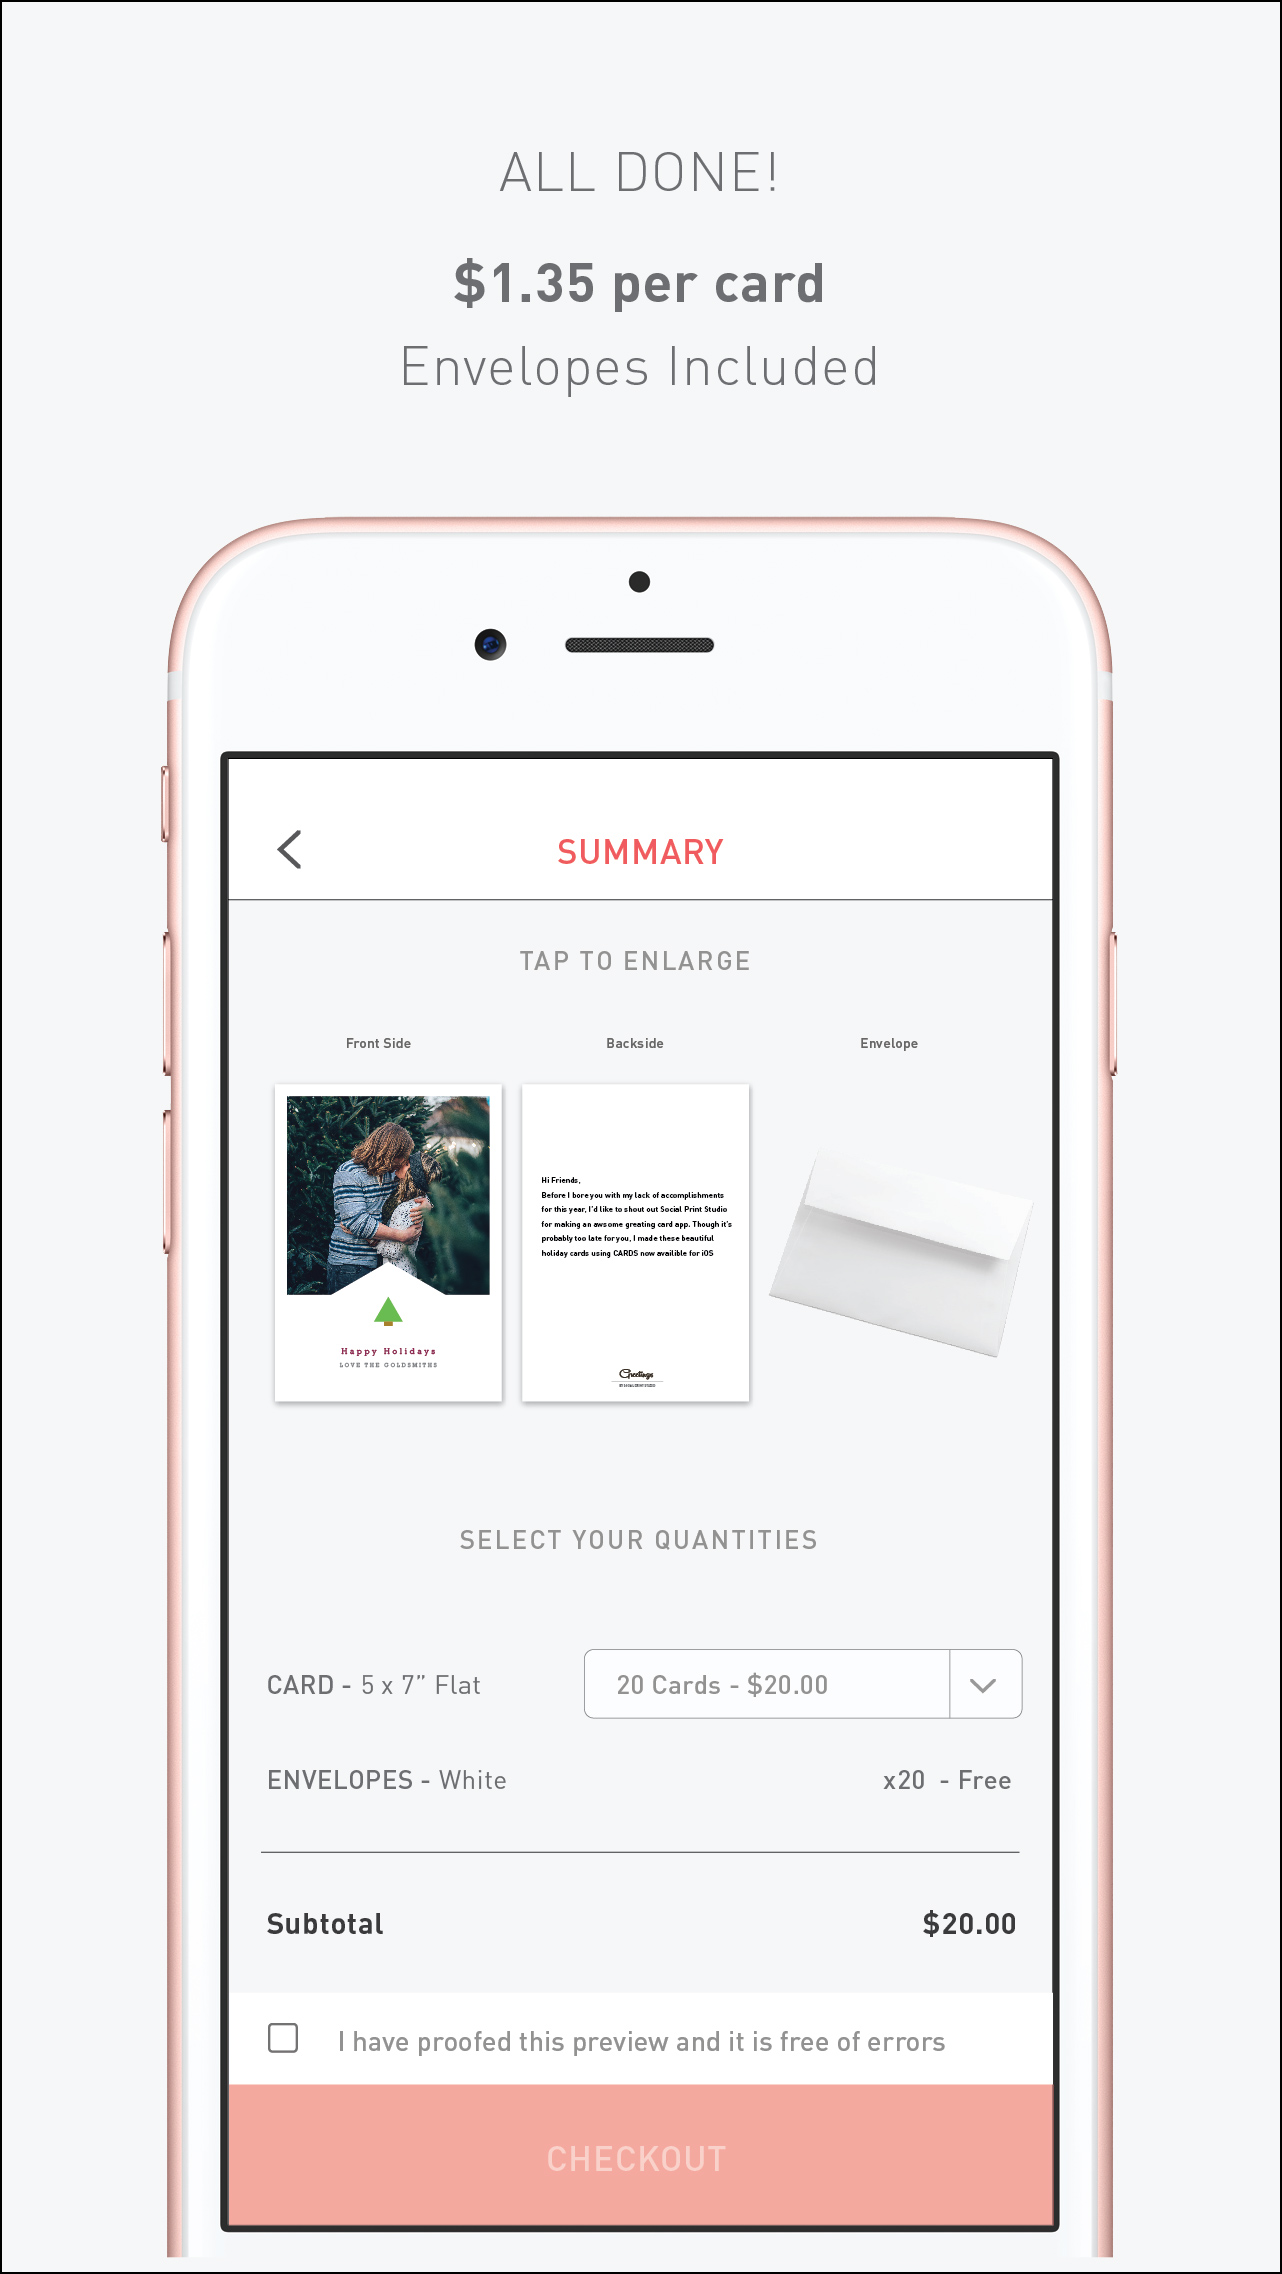 ALL DONE!
$1.35 per card
Envelopes Included
SUMMARY
TAP TO ENLARGE
Front Side
Backside
Envelope
Happy Holidays
LOVE THE GOLDSMITHS
Hi Friends,
Before I bore you with my lack of accomplishments
for this year, I'd like to shout out Social Print Studio
for making an awsome greating card app. Though it's
probably too late for you, I made these beautiful
holiday cards using CARDS now availible for iOS
Greetings
BY SOCIAL PRINT STUDIO
SELECT YOUR QUANTITIES
CARD - 5 x 7” Flat
20 Cards - $20.00
ENVELOPES - White
x20 - Free
Subtotal
$20.00
I have proofed this preview and it is free of errors
CHECKOUT